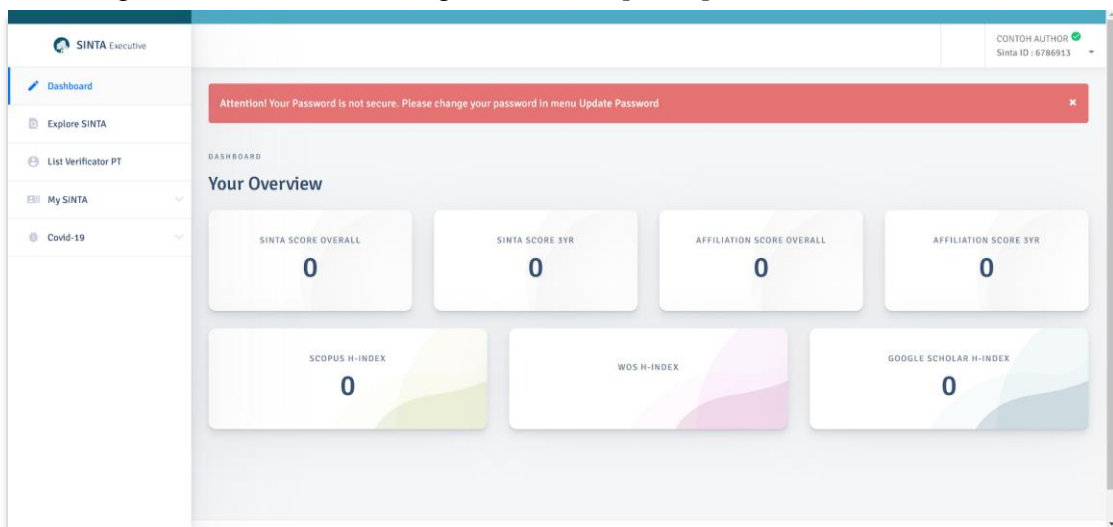 SINTA Executive
CONTOH AUTHOR
Sinta ID : 6786913
Dashboard
Explore SINTA
List Verificator PT
My SINTA
Covid-19
Attention! Your Password is not secure. Please change your password in menu Update Password
×
DASHBOARD
Your Overview
SINTA SCORE OVERALL
0
SINTA SCORE 3YR
0
AFFILIATION SCORE OVERALL
0
AFFILIATION SCORE 3YR
0
SCOPUS H-INDEX
0
WOS H-INDEX
GOOGLE SCHOLAR H-INDEX
0